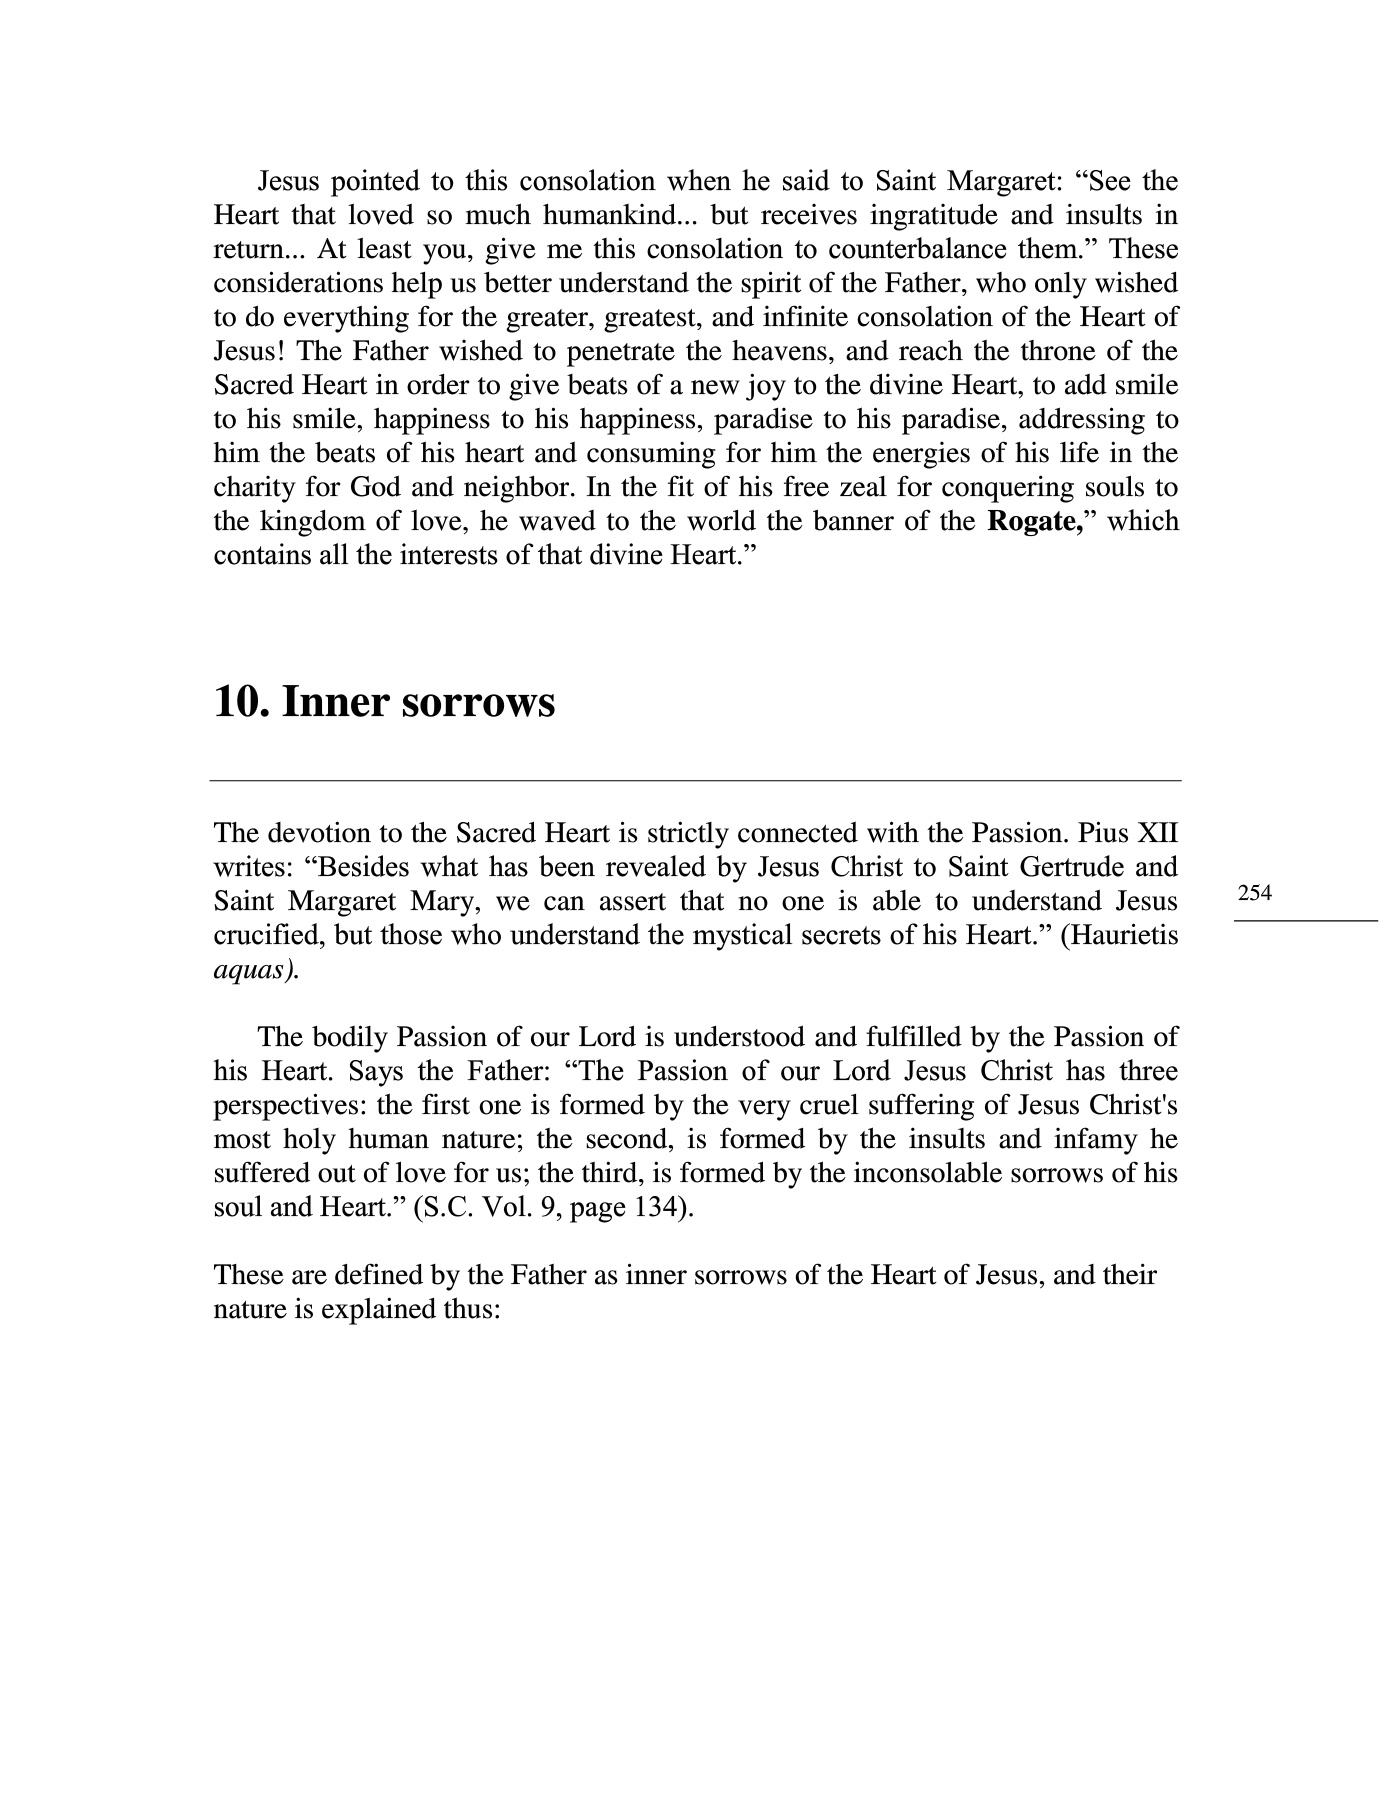 Jesus pointed to this consolation when he said to Saint Margaret: “See the
Heart that loved so much humankind... but receives ingratitude and insults in
return... At least you, give me this consolation to counterbalance them.” These
considerations help us better understand the spirit of the Father, who only wished
to do everything for the greater, greatest, and infinite consolation of the Heart of
Jesus! The Father wished to penetrate the heavens, and reach the throne of the
Sacred Heart in order to give beats of a new joy to the divine Heart, to add smile
to his smile, happiness to his happiness, paradise to his paradise, addressing to
him the beats of his heart and consuming for him the energies of his life in the
charity for God and neighbor. In the fit of his free zeal for conquering souls to
the kingdom of love, he waved to the world the banner of the Rogate,” which
contains all the interests of that divine Heart.”
10. Inner sorrows
The devotion to the Sacred Heart is strictly connected with the Passion. Pius XII
writes: “Besides what has been revealed by Jesus Christ to Saint Gertrude and
Saint Margaret Mary, we can assert that no one is able to understand Jesus
crucified, but those who understand the mystical secrets of his Heart.” (Haurietis
aquas).
254
The bodily Passion of our Lord is understood and fulfilled by the Passion of
his Heart. Says the Father: “The Passion of our Lord Jesus Christ has three
perspectives: the first one is formed by the very cruel suffering of Jesus Christ's
most holy human nature; the second, is formed by the insults and infamy he
suffered out of love for us; the third, is formed by the inconsolable sorrows of his
soul and Heart.” (S.C. Vol. 9, page 134).
These are defined by the Father as inner sorrows of the Heart of Jesus, and their
nature is explained thus: